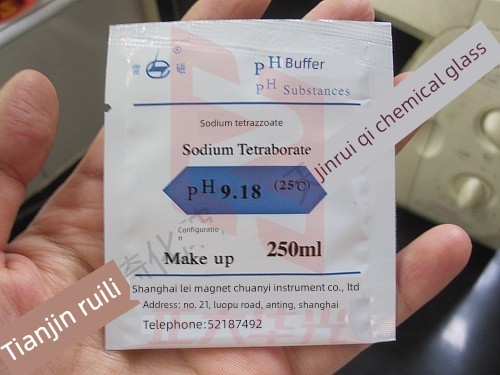 ®
雷 磁
pH Buffer
pH Substances
Sodium tetrazzoate
Sodium Tetraborate
pH 9.18 (25℃)
Configuratio
n
Make up 250ml
Shanghai lei magnet chuanyi instrument co., ltd
Address: no. 21, luopu road, anting, shanghai
Telephone:52187492
Jinrui qi chemical glass
Tianjin ruili